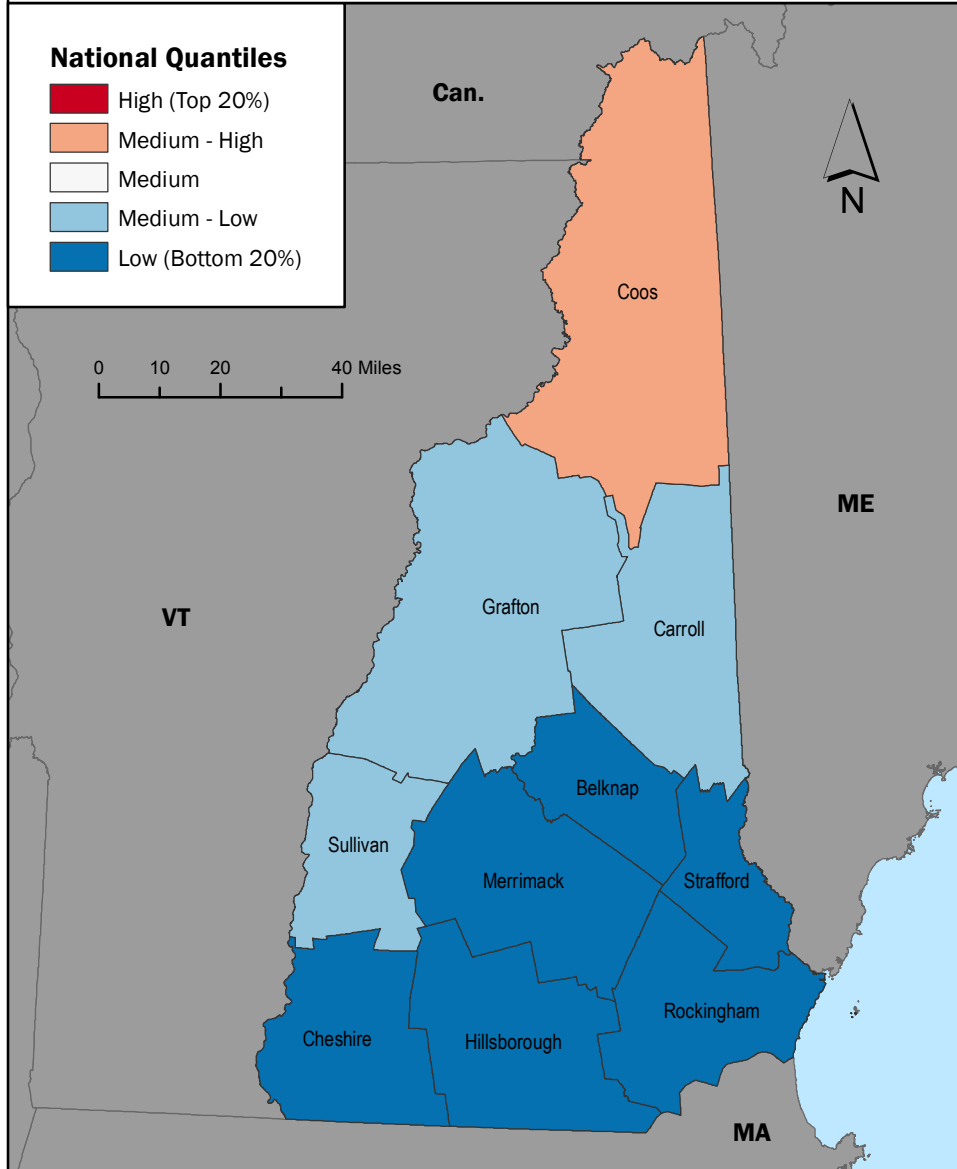 National Quantiles
High (Top 20%)
Medium - High
Medium
Medium - Low
Low (Bottom 20%)
Can.
N
Coos
0 10 20 40 Miles
ME
VT
Grafton
Carroll
Belknap
Sullivan
Merrimack
Strafford
Rockingham
Cheshire
Hillsborough
MA